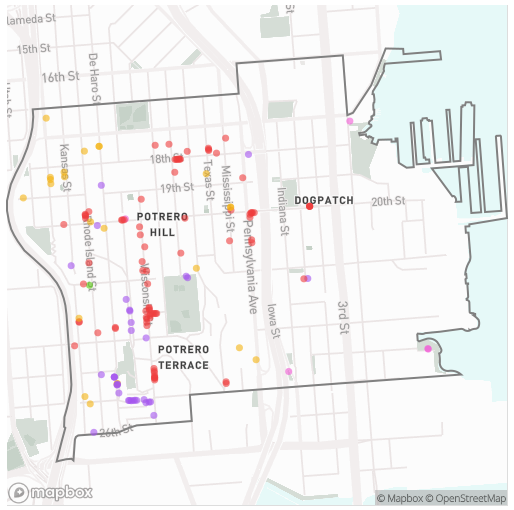 Alameda St
15th St
16th St
De Haro St
Kansas St
18th St
19th St
Texas St
Mississippi St
Indiana St
DOGPATCH
20th St
POTRERO
HILL
Rhode Island St
Wisconsin
Pennsylvania Ave
Iowa St
3rd St
POTRERO
TERRACE
26th St
mapbox
© Mapbox © OpenStreetMap